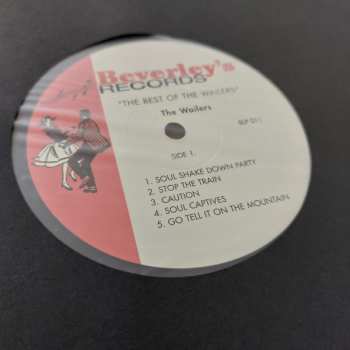 Beverley's
RECORDS
"THE BEST OF THE WAILERS"
The Wailers
BLP 011
SIDE 1.
1. SOUL SHAKE DOWN PARTY
2. STOP THE TRAIN
3. CAUTION
4. SOUL CAPTIVES
5. GO TELL IT ON THE MOUNTAIN